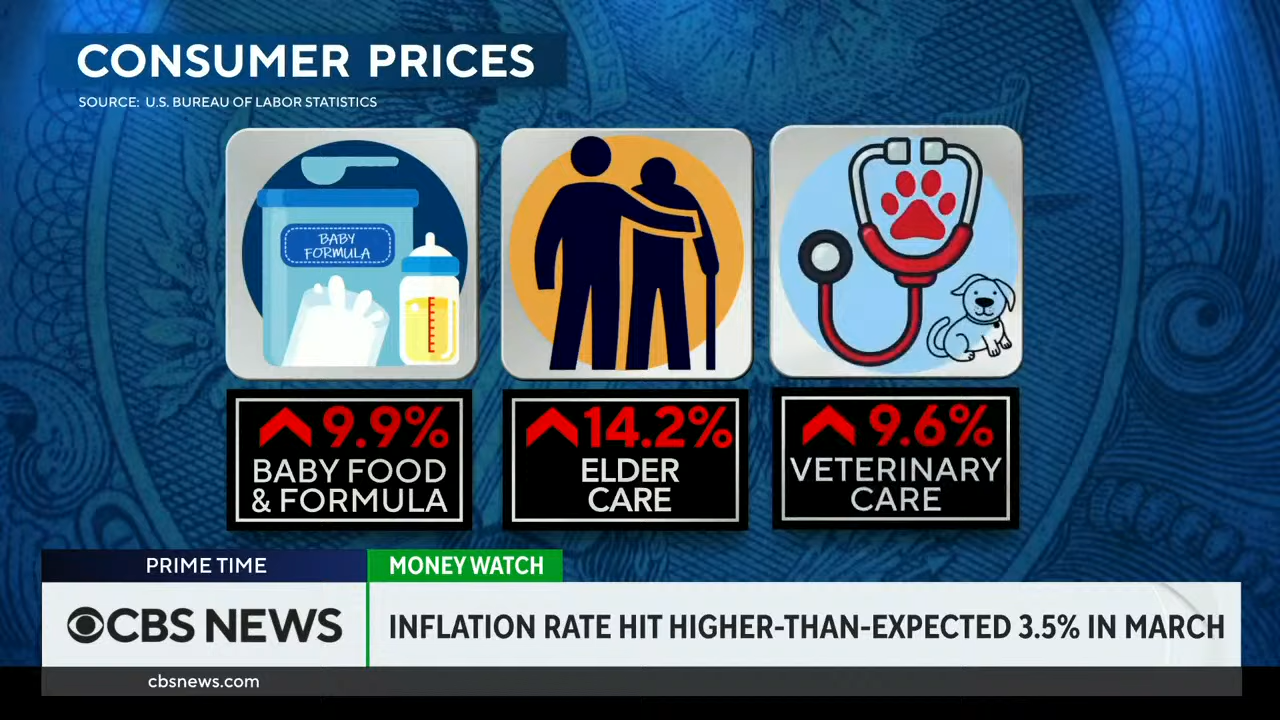 CONSUMER PRICES
SOURCE: U.S. BUREAU OF LABOR STATISTICS
BABY
FORMULA
9.9%
BABY FOOD
& FORMULA
14.2%
ELDER
CARE
9.6%
VETERINARY
CARE
PRIME TIME
MONEY WATCH
CBS NEWS
INFLATION RATE HIT HIGHER-THAN-EXPECTED 3.5% IN MARCH
cbsnews.com